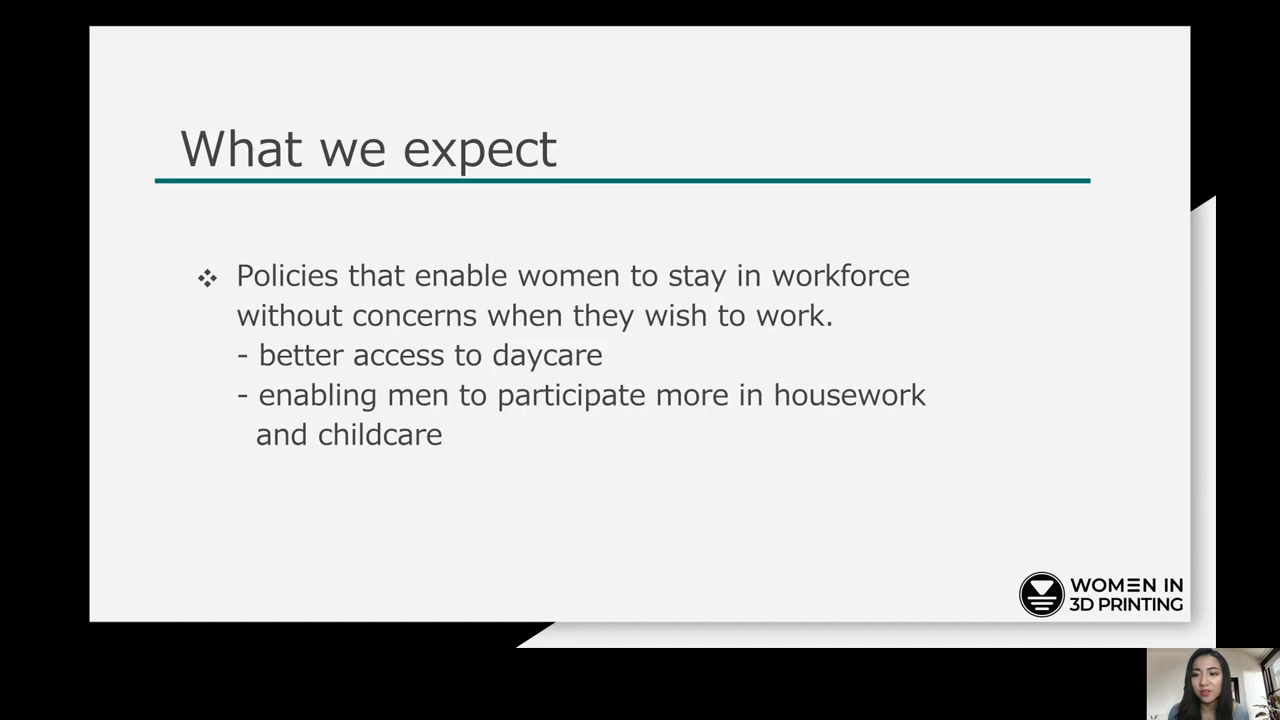 What we expect
❖ Policies that enable women to stay in workforce
without concerns when they wish to work.
- better access to daycare
- enabling men to participate more in housework
and childcare
WOMEN IN
3D PRINTING